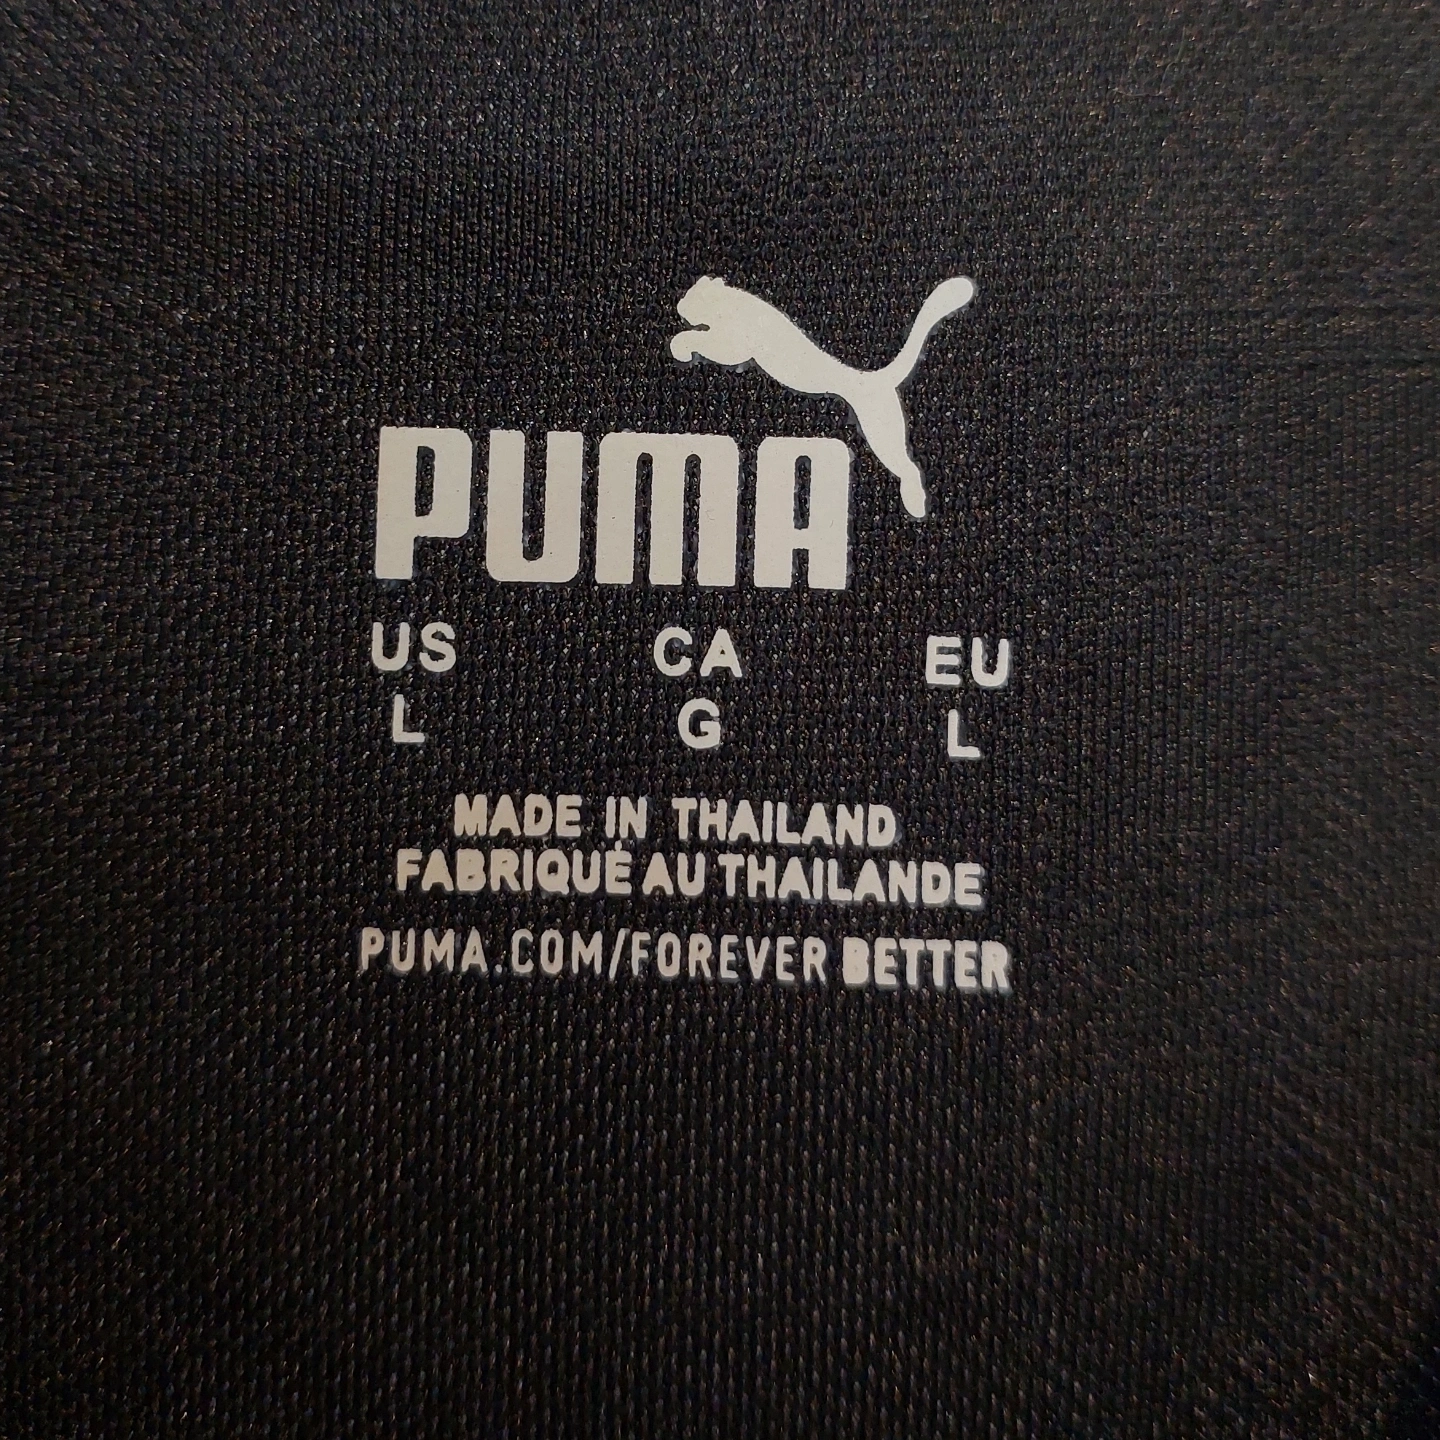 PUMA
US CA EU
L G L
MADE IN THAILAND
FABRIQUÉ AU THAILANDE
PUMA.COM/FOREVER BETTER